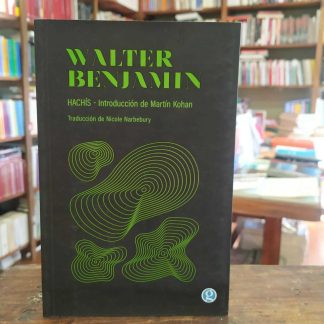 WALTER
BENJAMIN
HACHÍS - Introducción de Martín Kohan
Traducción de Nicole Narbebury
g